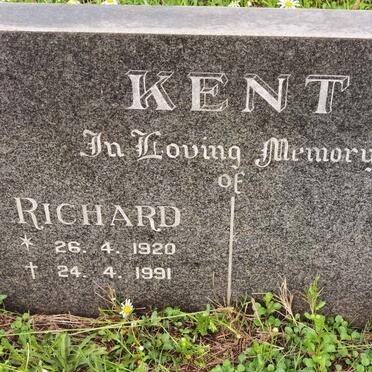 KENT
In Loving Memory
of
RICHARD
* 26. 4. 1920
† 24. 4. 1991